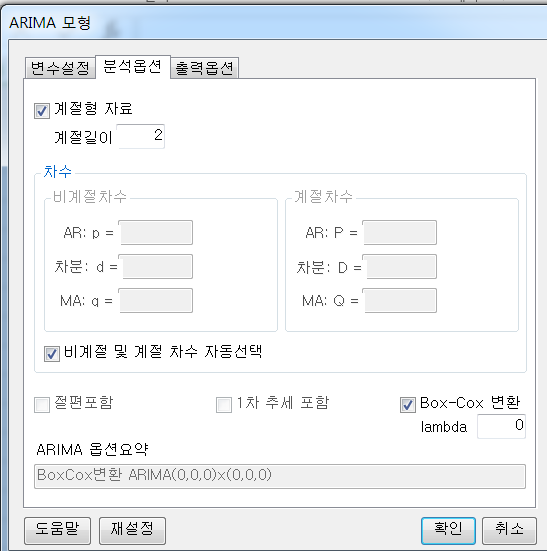 ARIMA 모형
변수설정 분석옵션 출력옵션
계절형 자료
계절길이 2
차수
비계절차수 계절차수
AR: p = AR: P =
차분: d = 차분: D =
MA: q = MA: Q =
비계절 및 계절 차수 자동선택
절편포함 1차 추세 포함 Box-Cox 변환
lambda 0
ARIMA 옵션요약
BoxCox변환 ARIMA(0,0,0)x(0,0,0)
도움말 재설정 확인 취소